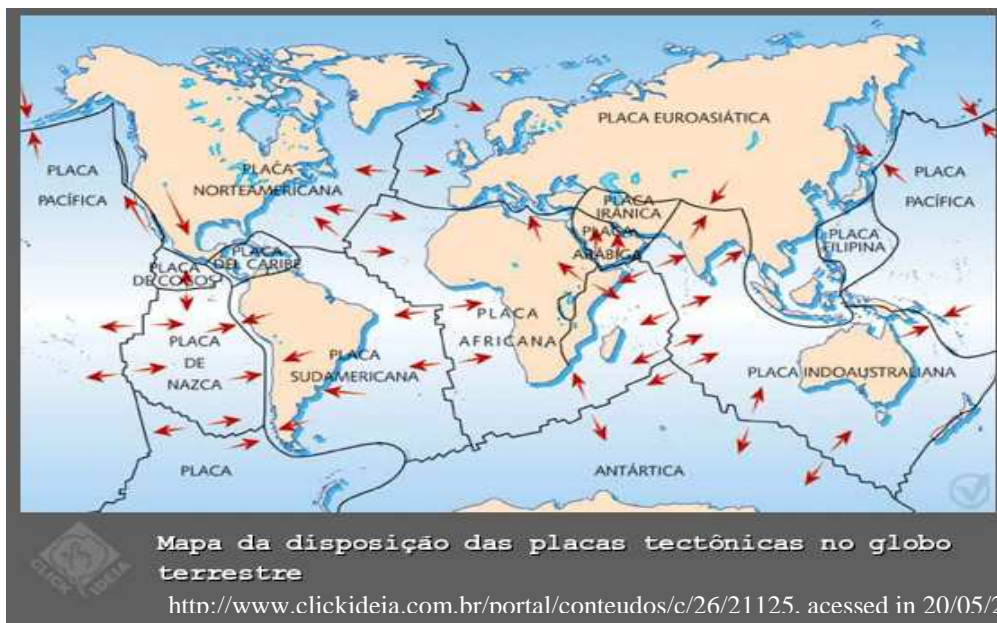 PLACA EUROASIÁTICA
PLACA
PACÍFICA
PLACA
NORTEAMERICANA
PLACA
PACÍFICA
PLACA
IRÁNICA
PLACA
ARÁBIGA
PLACA
FILIPINA
PLACA
DEL CARIBE
PLACA
DE COCOS
PLACA
DE
NAZCA
PLACA
SUDAMERICANA
PLACA
AFRICANA
PLACA INDOAUSTRALIANA
PLACA
ANTÁRTICA
CLICK IDEIA
Mapa da disposição das placas tectônicas no globo
terrestre
http://www.clickideia.com.br/portal/conteudos/c/26/21125. acessed in 20/05/2